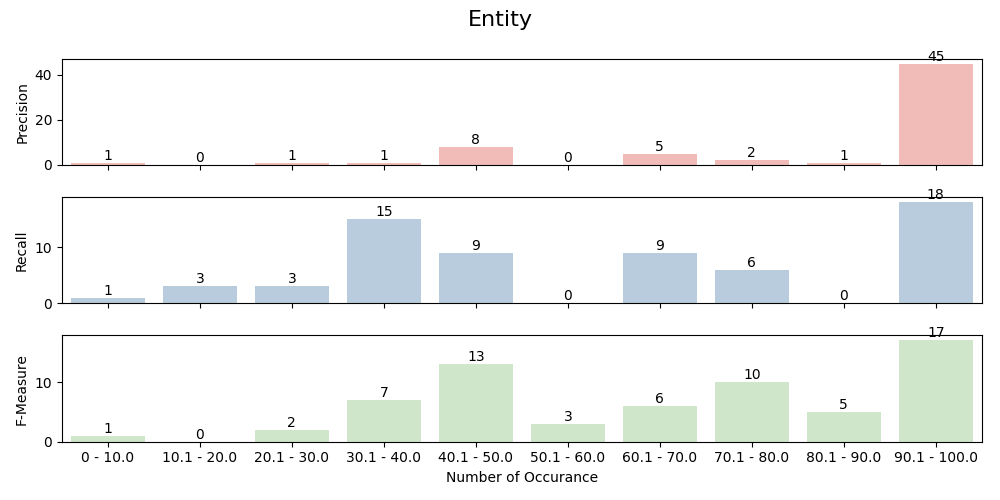 Entity
Precision
40
20
0
1 0 1 1 8 0 5 2 1 45
Recall
10
0
1 3 3 15 9 0 9 6 0 18
F-Measure
10
0
1 0 2 7 13 3 6 10 5 17
0 - 10.0 10.1 - 20.0 20.1 - 30.0 30.1 - 40.0 40.1 - 50.0 50.1 - 60.0 60.1 - 70.0 70.1 - 80.0 80.1 - 90.0 90.1 - 100.0
Number of Occurance